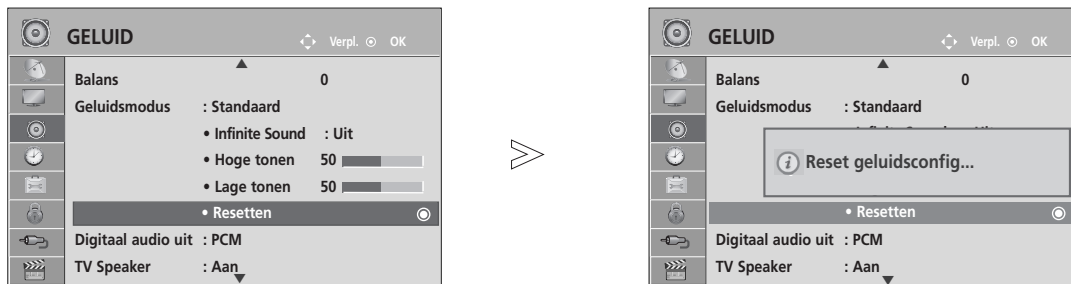 GELUID Verpl. OK
Balans 0
Geluidsmodus : Standaard
• Infinite Sound : Uit
• Hoge tonen 50
• Lage tonen 50
• Resetten
Digitaal audio uit : PCM
TV Speaker : Aan
GELUID Verpl. OK
Balans 0
Geluidsmodus : Standaard
i Reset geluidsconfig...
• Resetten
Digitaal audio uit : PCM
TV Speaker : Aan